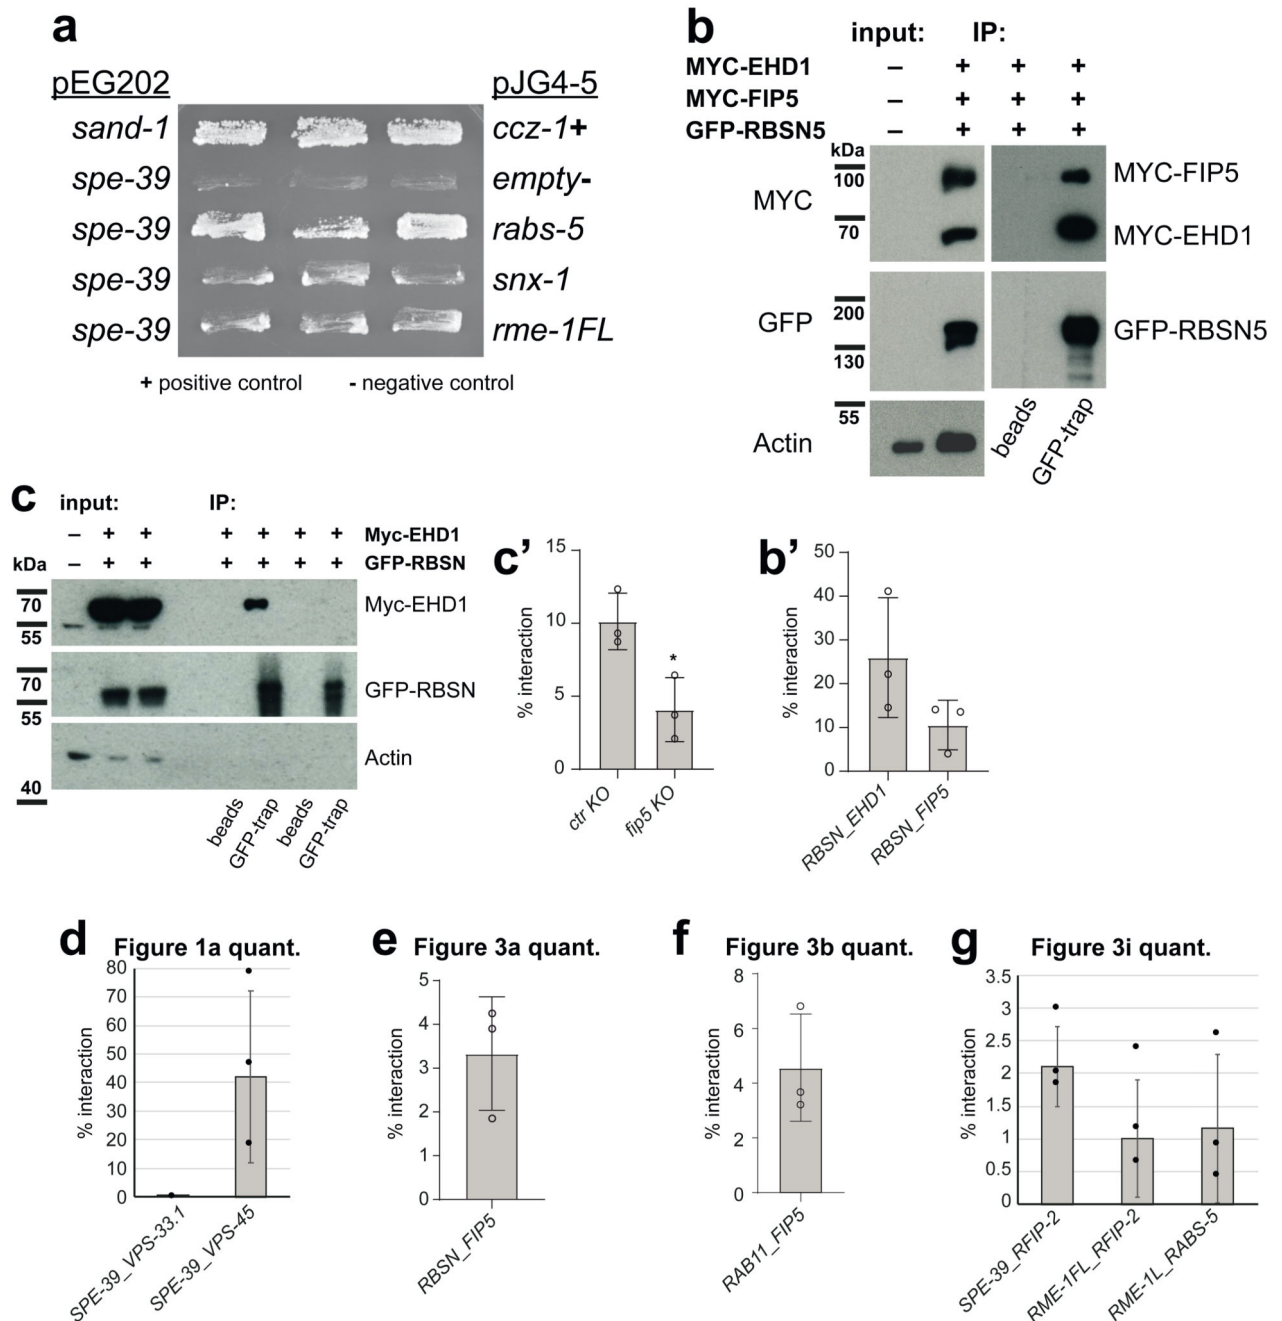 a
pEG202 pJG4-5
sand-1 ccz-1+
spe-39 empty-
spe-39 rabs-5
spe-39 snx-1
spe-39 rme-1FL
+ positive control - negative control
b
input: IP:
MYC-EHD1 – + + +
MYC-FIP5 – + + +
GFP-RBSN5 – + + +
kDa
100
MYC
70
MYC-FIP5
MYC-EHD1
GFP
200
130
GFP-RBSN5
55
Actin
beads
GFP-trap
c
input: IP:
– + + + + + + Myc-EHD1
kDa – + + + + + + GFP-RBSN
70
55
Myc-EHD1
70
55
GFP-RBSN
Actin
40
beads
GFP-trap
beads
GFP-trap
c’
% interaction
15
10
5
0
*
ctr KO
fip5 KO
b’
% interaction
50
40
30
20
10
0
RBSN_EHD1
RBSN_FIP5
d Figure 1a quant.
% interaction
80
70
60
50
40
30
20
10
0
SPE-39_VPS-33.1
SPE-39_VPS-45
e Figure 3a quant.
% interaction
5
4
3
2
1
0
RBSN_FIP5
f Figure 3b quant.
% interaction
8
6
4
2
0
RAB11_FIP5
g Figure 3i quant.
% interaction
3.5
3
2.5
2
1.5
1
0.5
0
SPE-39_RFIP-2
RME-1FL_RFIP-2
RME-1L_RABS-5